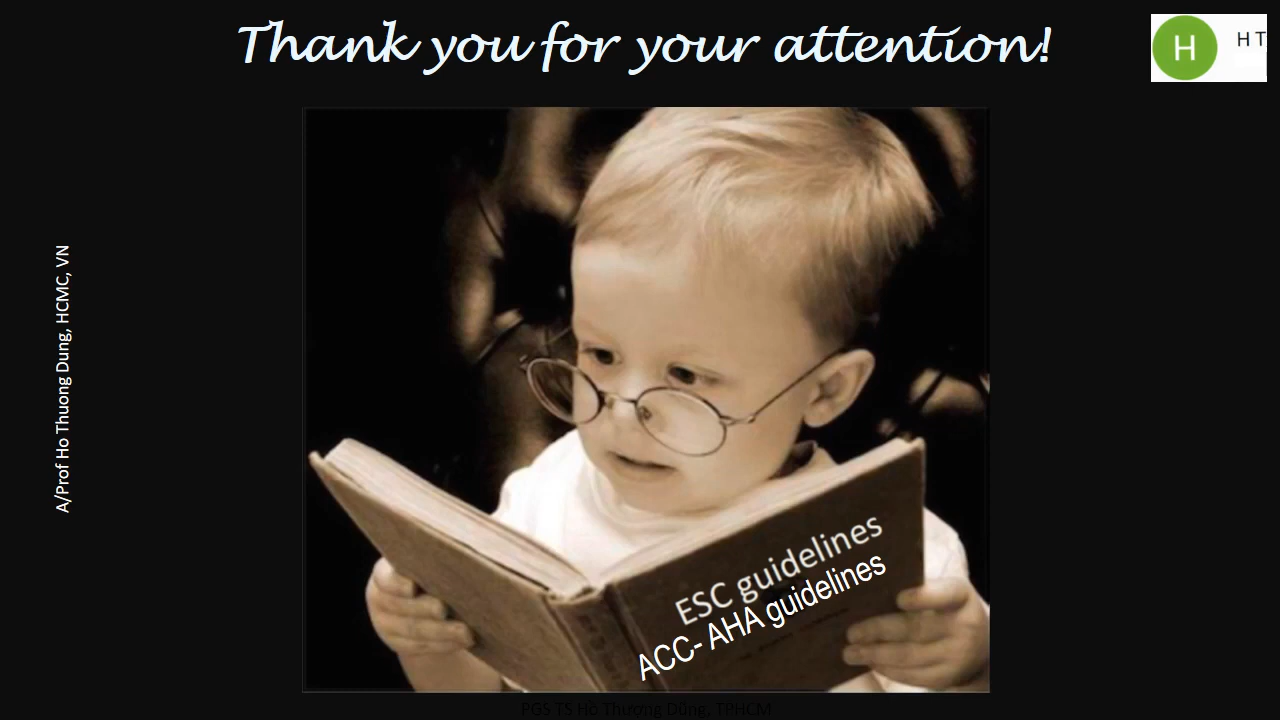 Thank you for your attention!
H
H T
A/Prof Ho Thuong Dung, HCMC, VN
ESC guidelines
ACC- AHA guidelines
PGS TS Hồ Thượng Dũng, TPHCM